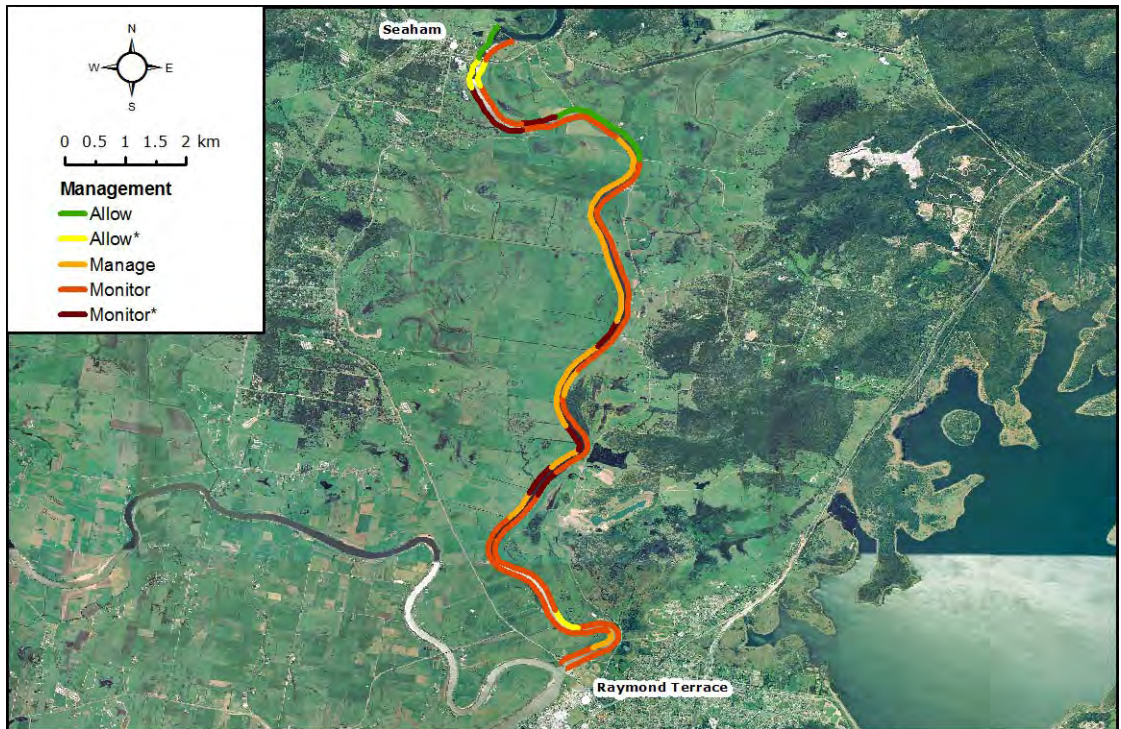 Seaham
N
W E
S
0 0.5 1 1.5 2 km
Management
Allow
Allow*
Manage
Monitor
Monitor*
Raymond Terrace